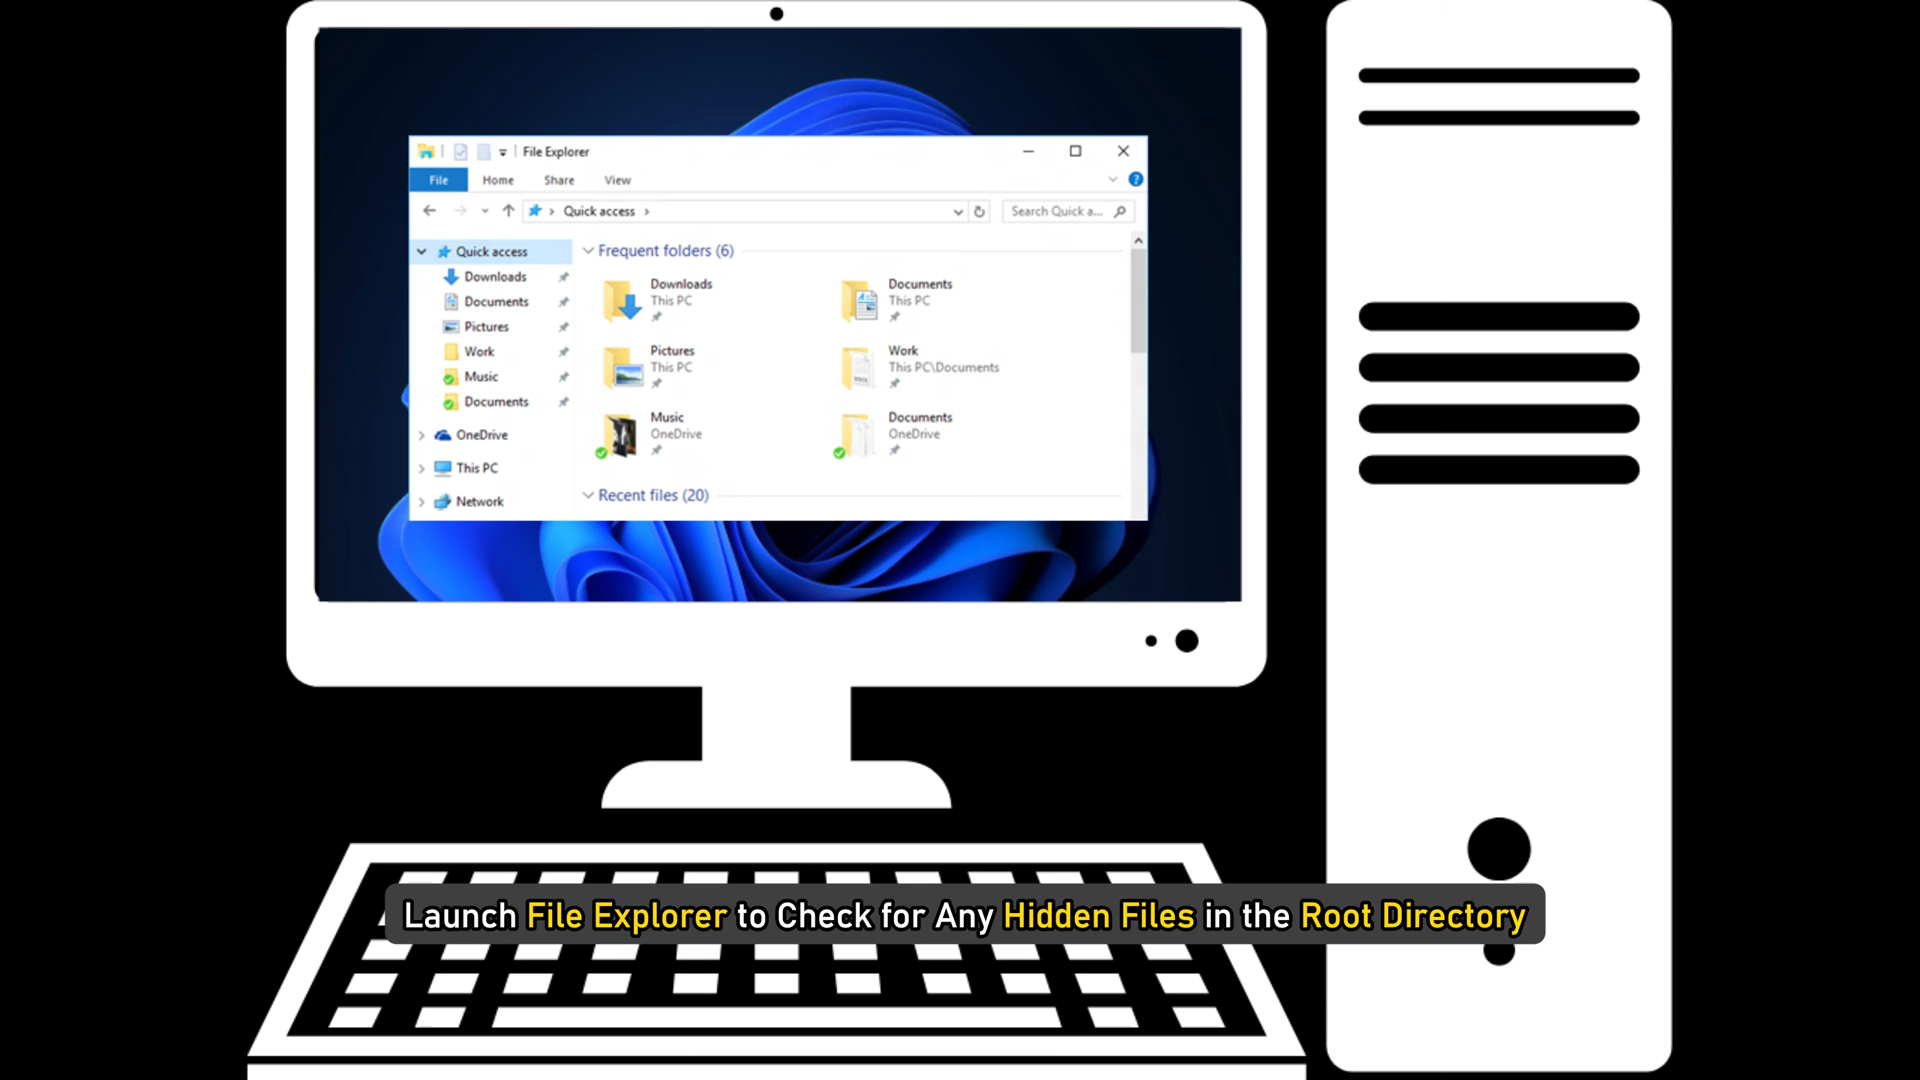 File Explorer
File Home Share View
?
Quick access
Search Quick a...
Quick access
Downloads
Documents
Pictures
Work
Music
Documents
OneDrive
This PC
Network
Frequent folders (6)
Downloads
This PC
Documents
This PC
Pictures
This PC
Work
This PC\Documents
Music
OneDrive
Documents
OneDrive
Recent files (20)
Launch File Explorer to Check for Any Hidden Files in the Root Directory